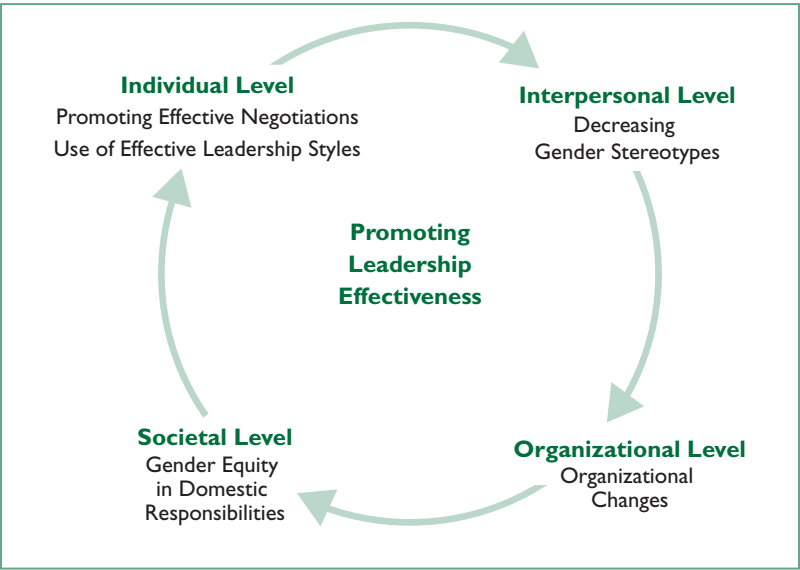 Individual Level
Promoting Effective Negotiations
Use of Effective Leadership Styles
Interpersonal Level
Decreasing
Gender Stereotypes
Promoting
Leadership
Effectiveness
Societal Level
Gender Equity
in Domestic
Responsibilities
Organizational Level
Organizational
Changes